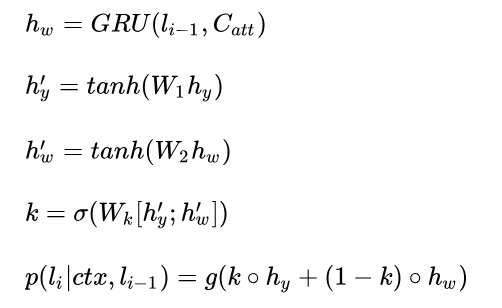 h_w = GRU(l_{i−1}, C_{att})
h′_y = tanh(W_1 h_y)
h′_w = tanh(W_2 h_w)
k = σ(W_k[h′_y; h′_w])
p(l_i|ctx, l_{i−1}) = g(k ∘ h_y + (1 − k) ∘ h_w)